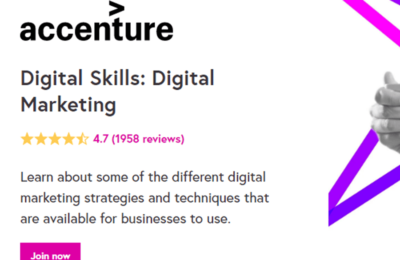 accenture
Digital Skills: Digital
Marketing
4.7 (1958 reviews)
Learn about some of the different digital
marketing strategies and techniques that
are available for businesses to use.
Join now